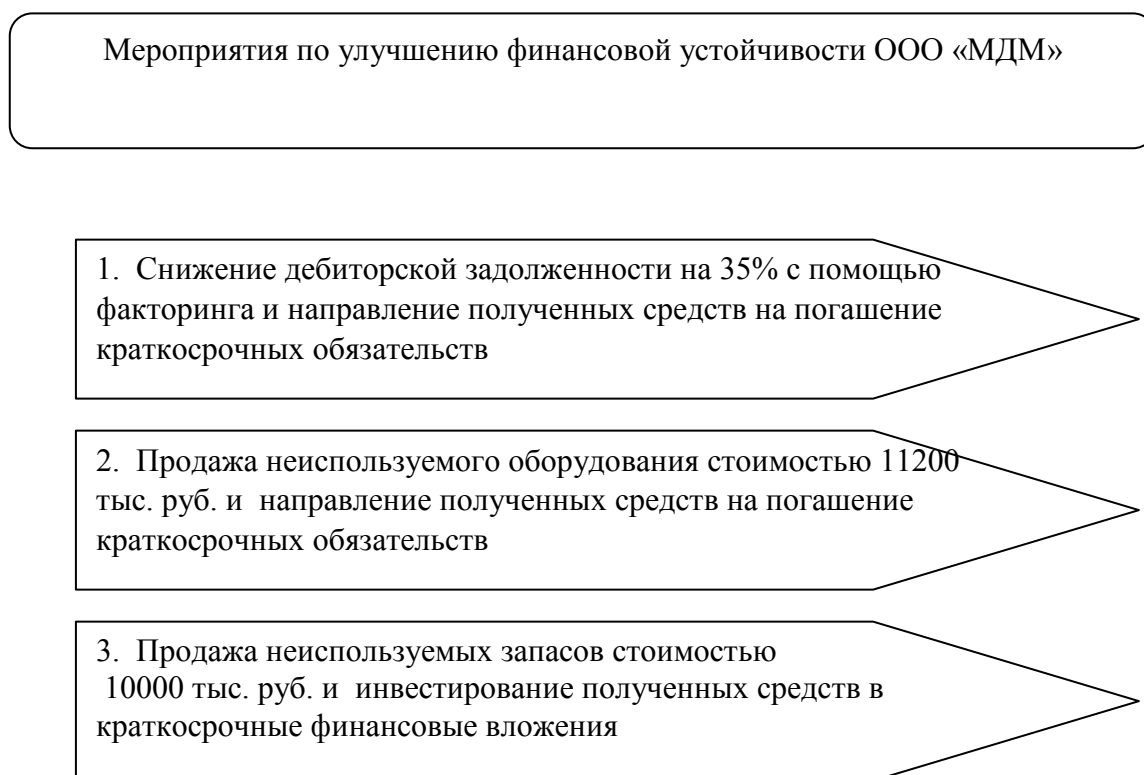 Мероприятия по улучшению финансовой устойчивости ООО «МДМ»
1. Снижение дебиторской задолженности на 35% с помощью
факторинга и направление полученных средств на погашение
краткосрочных обязательств
2. Продажа неиспользуемого оборудования стоимостью 11200
тыс. руб. и направление полученных средств на погашение
краткосрочных обязательств
3. Продажа неиспользуемых запасов стоимостью
10000 тыс. руб. и инвестирование полученных средств в
краткосрочные финансовые вложения